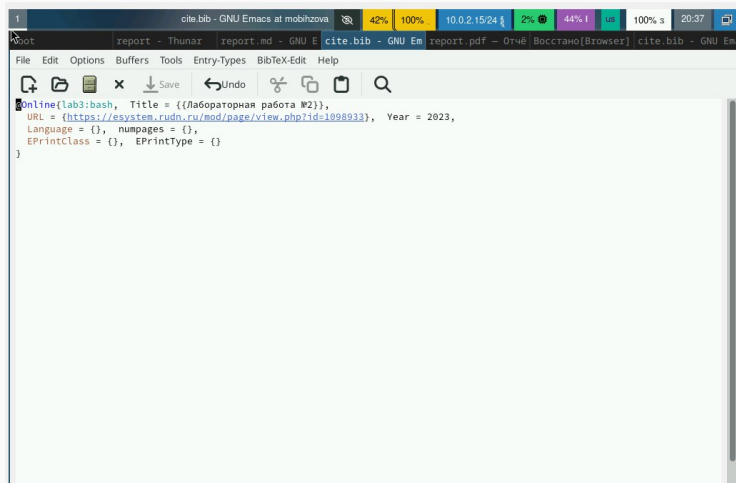 1 cite.bib - GNU Emacs at mobihzova 42% 100% 10.0.2.15/24 2% 44% us 100% 20:37
root report - Thunar report.md - GNU E cite.bib - GNU Em report.pdf — Отчё Восстано[Browser] cite.bib - GNU Em
File Edit Options Buffers Tools Entry-Types BibTeX-Edit Help
Save Undo
@Online{lab3:bash, Title = {{Лабораторная работа №2}},
URL = {https://esystem.rudn.ru/mod/page/view.php?id=1098933}, Year = 2023,
Language = {}, numpages = {},
EPrintClass = {}, EPrintType = {}
}